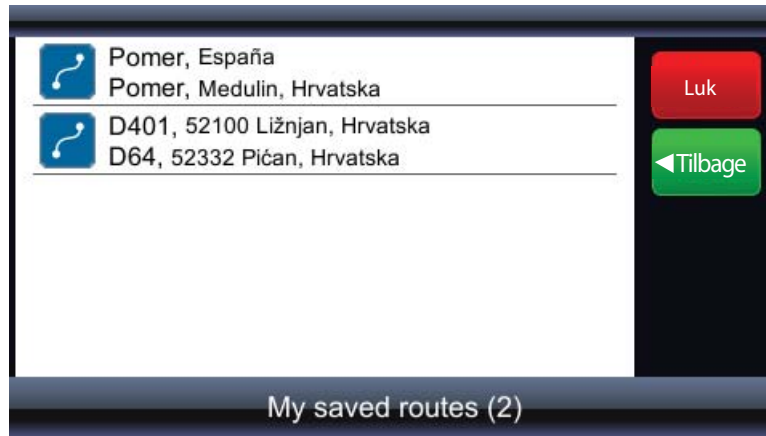 Pomer, España
Pomer, Medulin, Hrvatska
D401, 52100 Ližnjan, Hrvatska
D64, 52332 Pićan, Hrvatska
Luk
Tilbage
My saved routes (2)